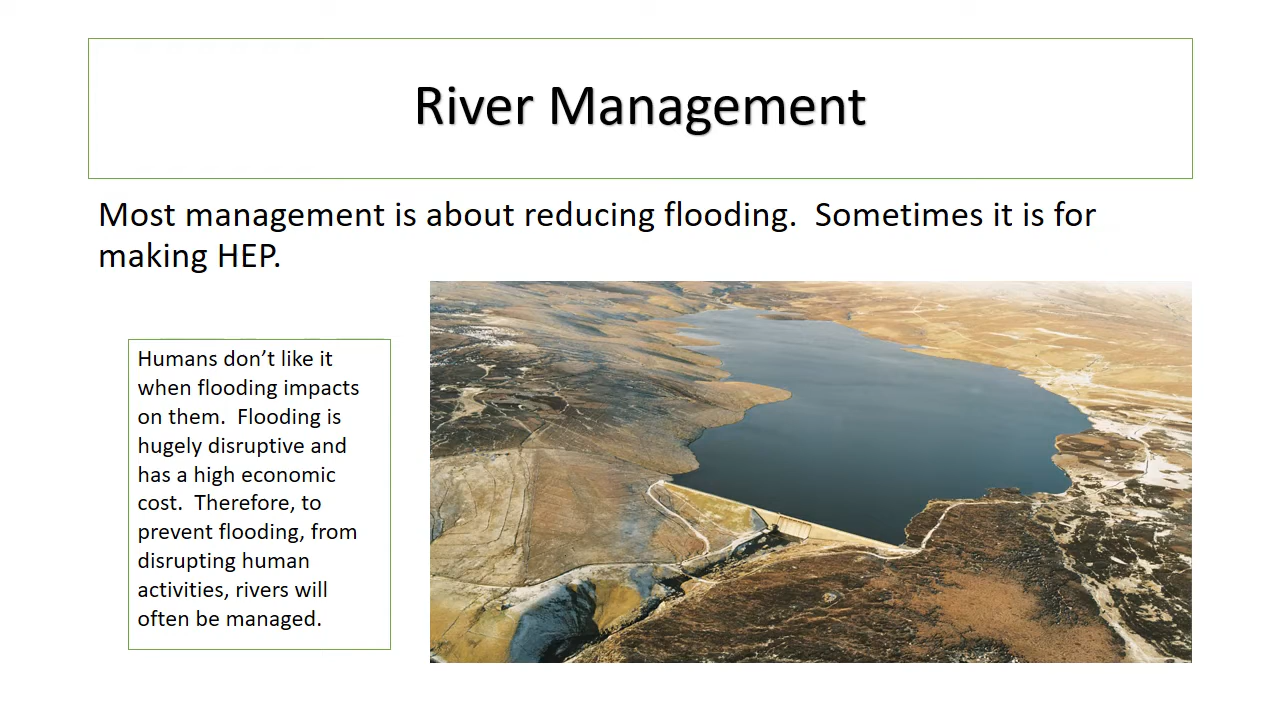 River Management
Most management is about reducing flooding.  Sometimes it is for
making HEP.
Humans don’t like it
when flooding impacts
on them.  Flooding is
hugely disruptive and
has a high economic
cost.  Therefore, to
prevent flooding, from
disrupting human
activities, rivers will
often be managed.